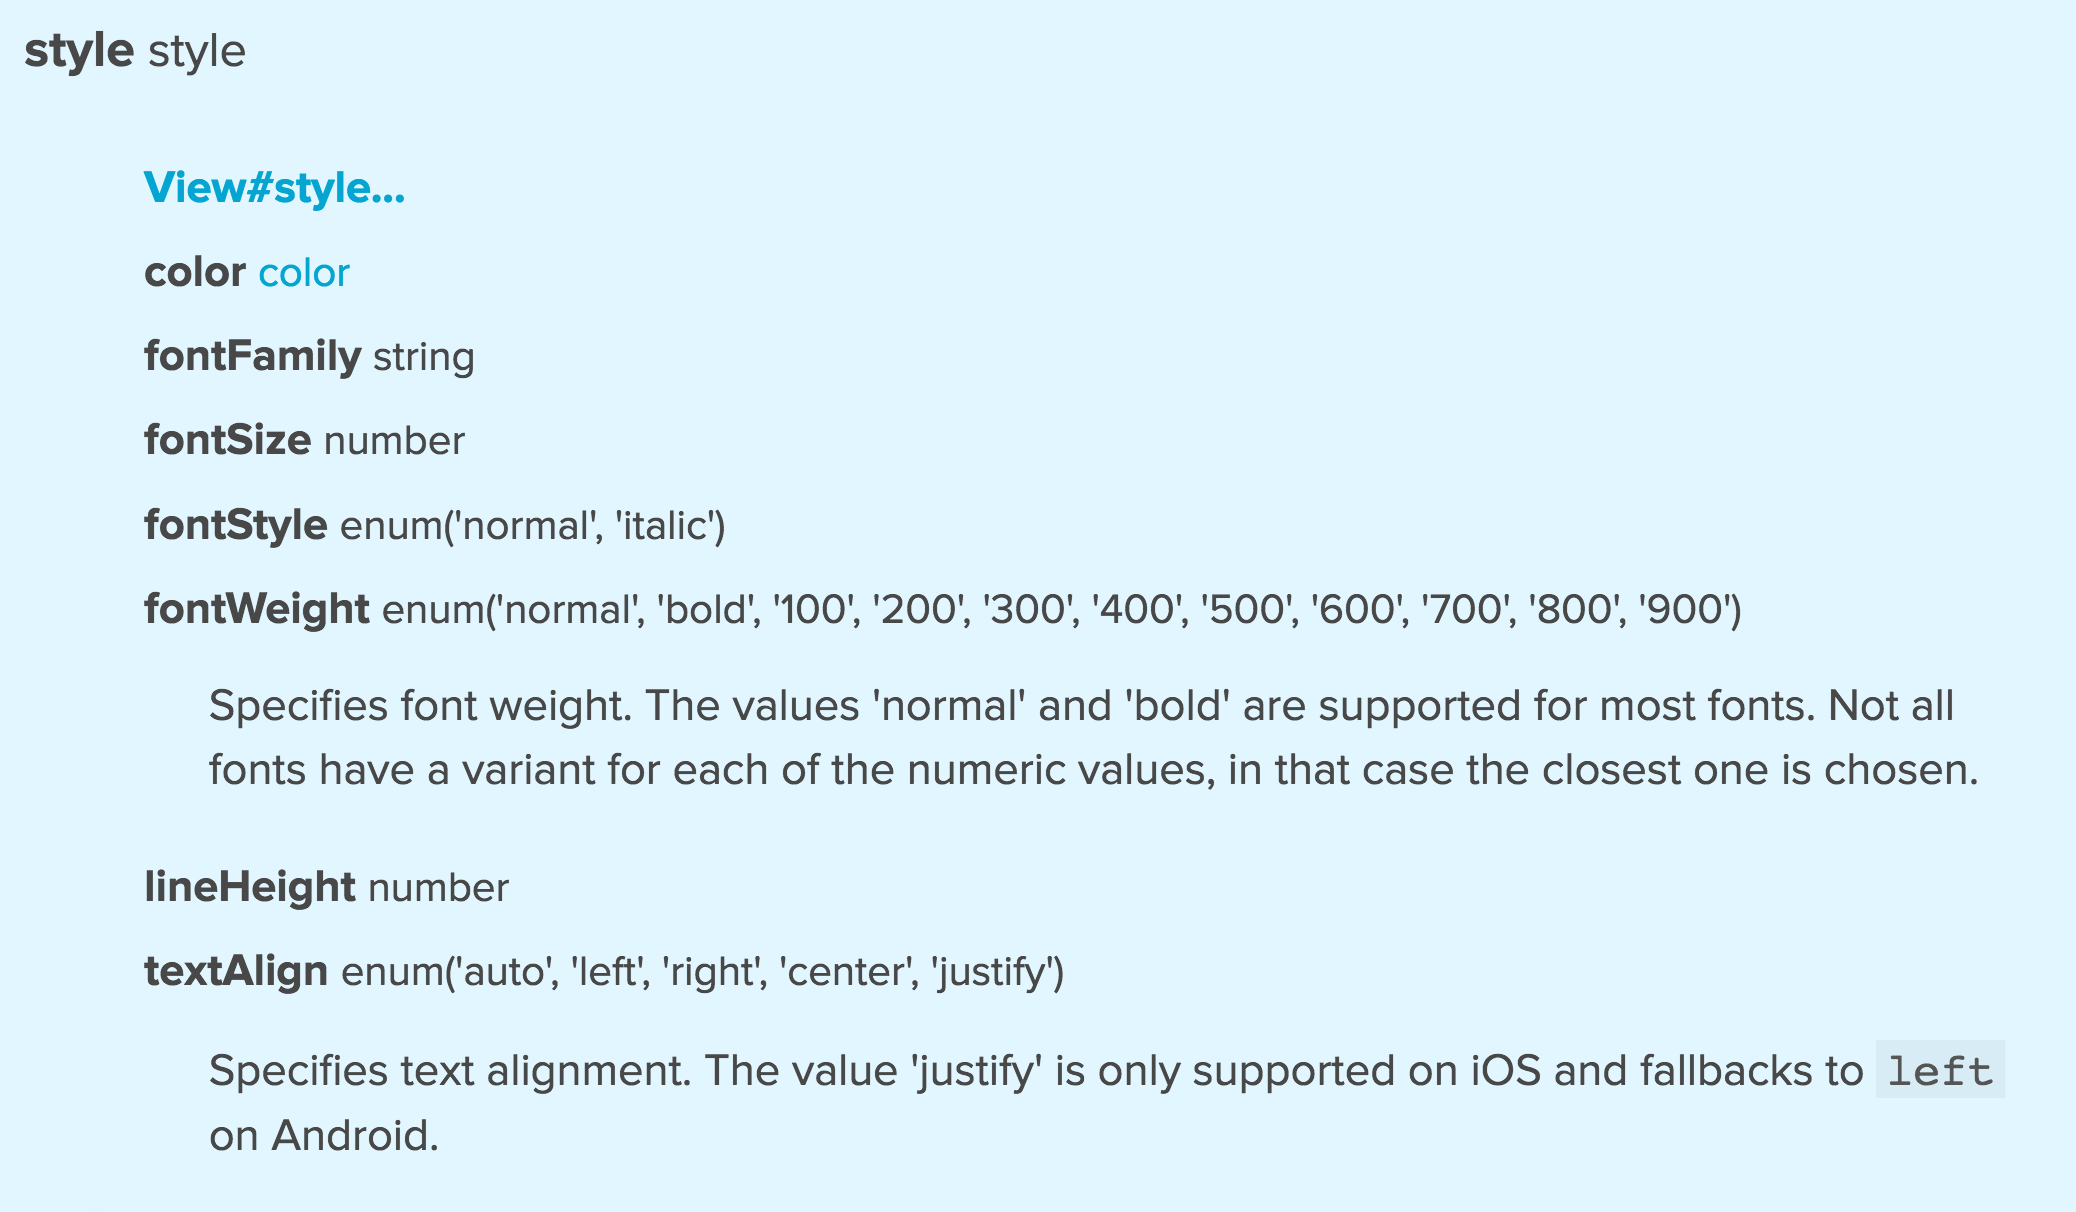 style style
View#style...
color color
fontFamily string
fontSize number
fontStyle enum('normal', 'italic')
fontWeight enum('normal', 'bold', '100', '200', '300', '400', '500', '600', '700', '800', '900')
Specifies font weight. The values 'normal' and 'bold' are supported for most fonts. Not all
fonts have a variant for each of the numeric values, in that case the closest one is chosen.
lineHeight number
textAlign enum('auto', 'left', 'right', 'center', 'justify')
Specifies text alignment. The value 'justify' is only supported on iOS and fallbacks to left
on Android.